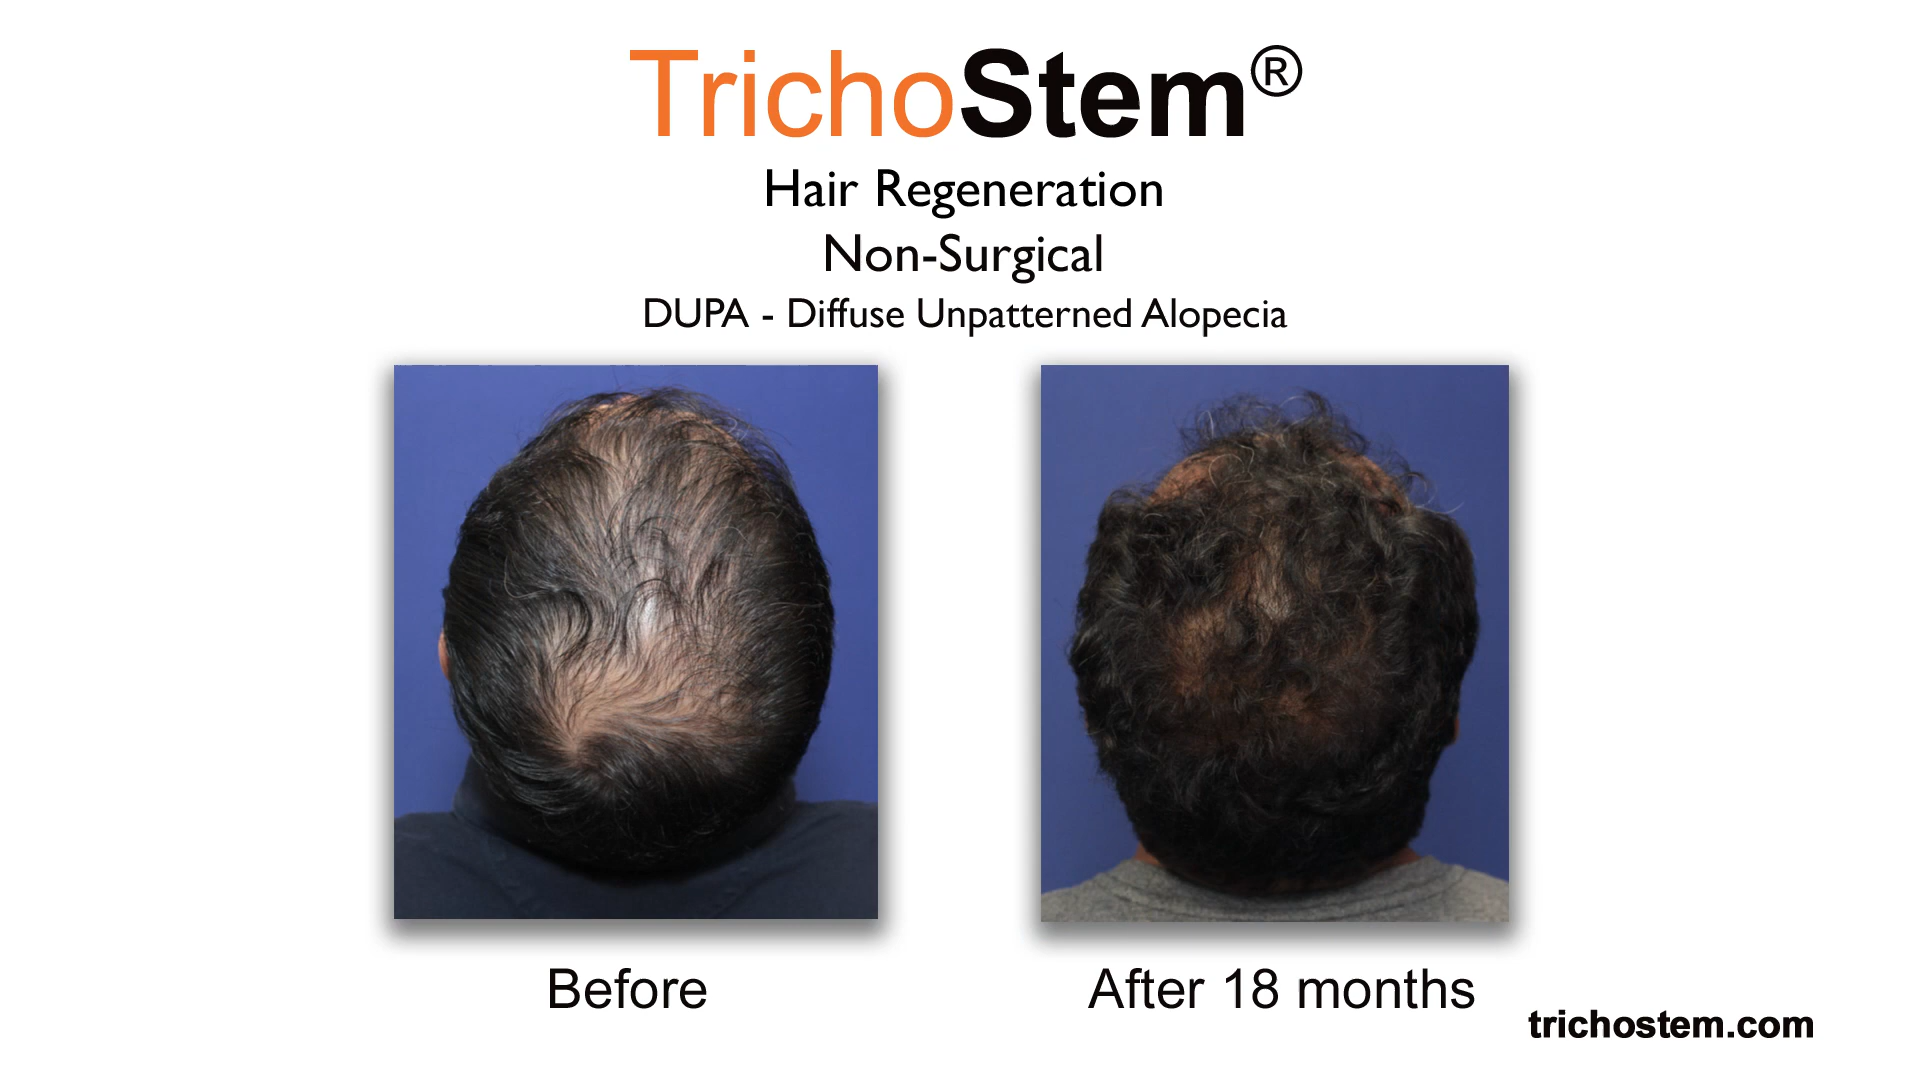 TrichoStem®
Hair Regeneration
Non-Surgical
DUPA - Diffuse Unpatterned Alopecia
Before
After 18 months
trichostem.com